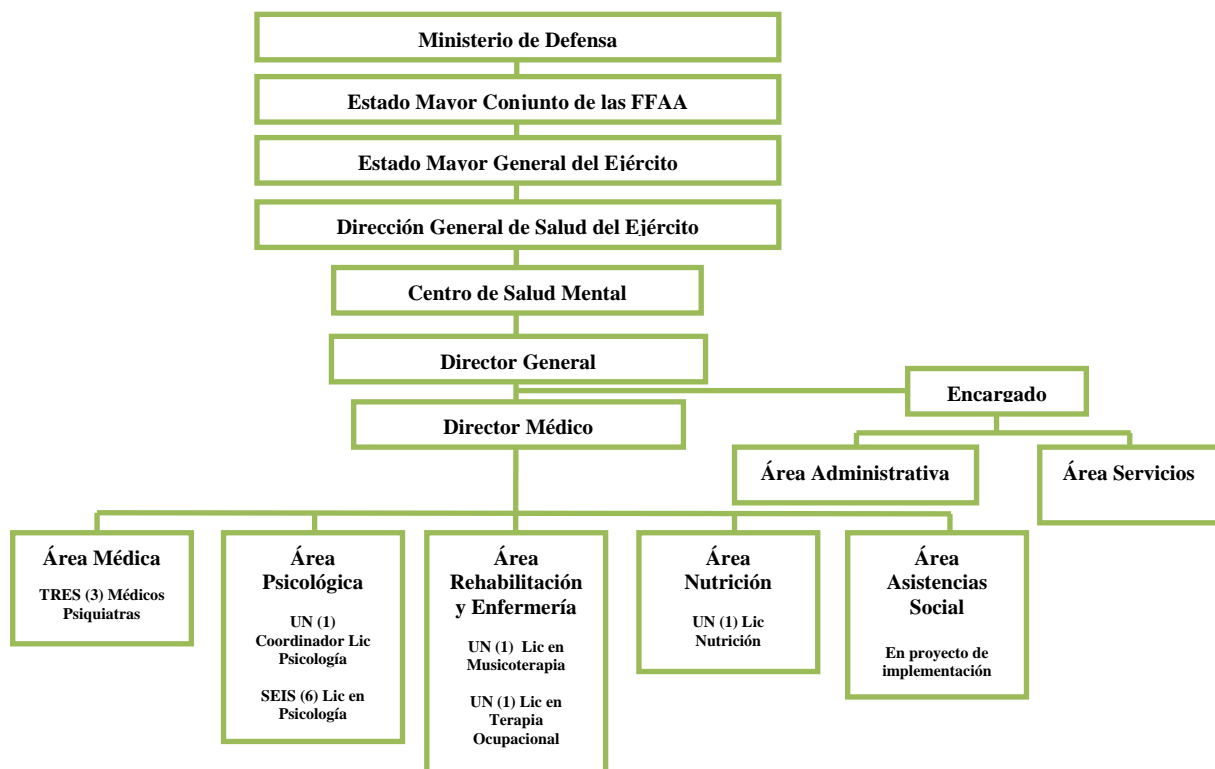 Ministerio de Defensa
Estado Mayor Conjunto de las FFAA
Estado Mayor General del Ejército
Dirección General de Salud del Ejército
Centro de Salud Mental
Director General
Encargado
Director Médico
Área Administrativa
Área Servicios
Área Médica
TRES (3) Médicos
Psiquiatras
Área
Psicológica
UN (1)
Coordinador Lic
Psicología
SEIS (6) Lic en
Psicología
Área
Rehabilitación
y Enfermería
UN (1) Lic en
Musicoterapia
UN (1) Lic en
Terapia
Ocupacional
Área
Nutrición
UN (1) Lic
Nutrición
Área
Asistencias
Social
En proyecto de
implementación